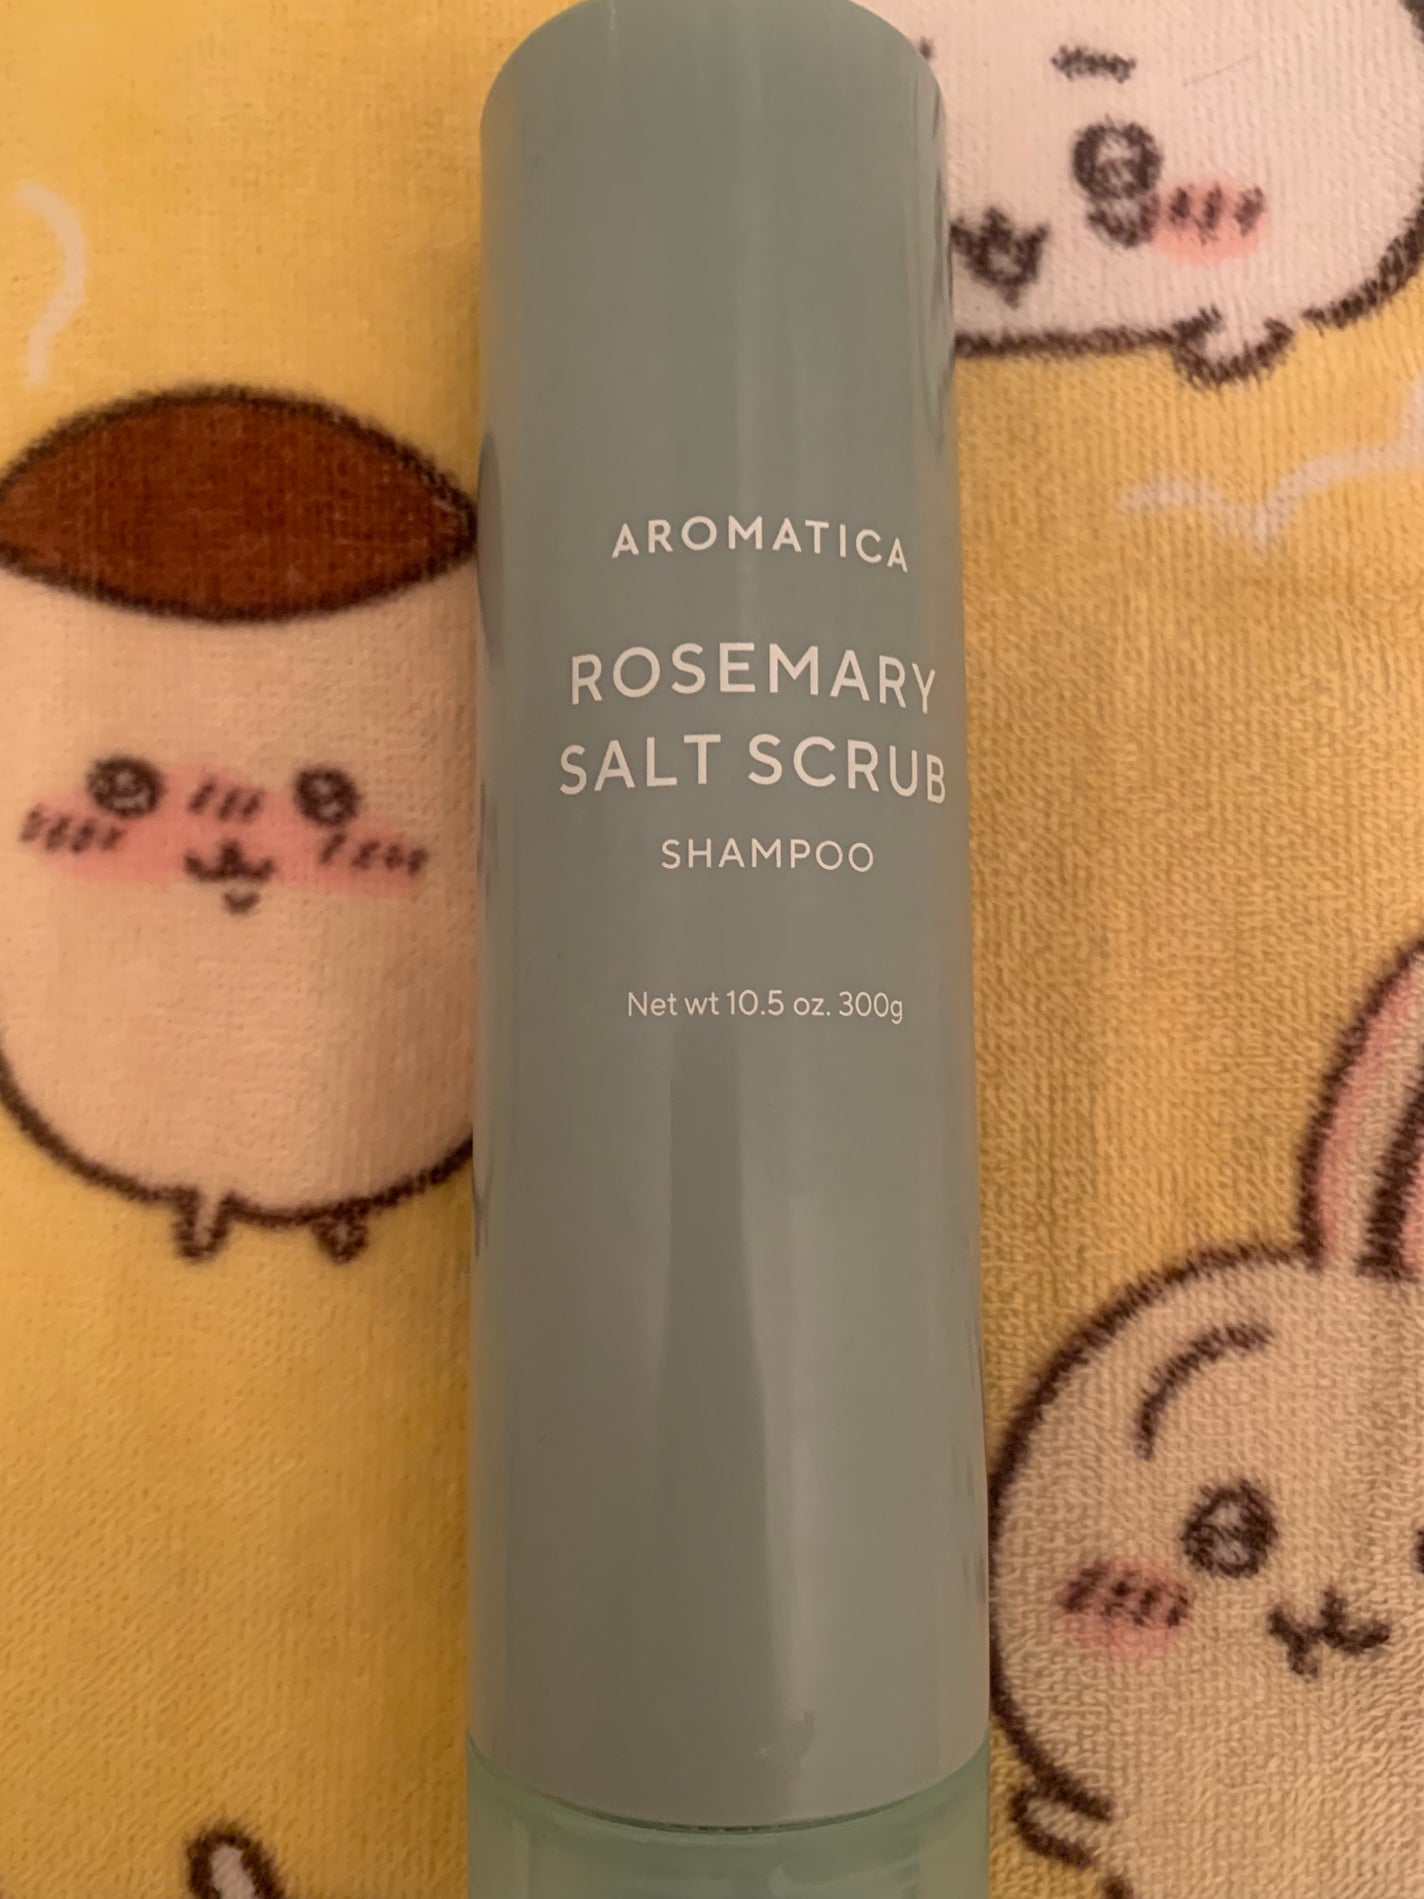 AROMATICA
ROSEMARY
SALT SCRUB
SHAMPOO
Net wt 10.5 oz. 300g